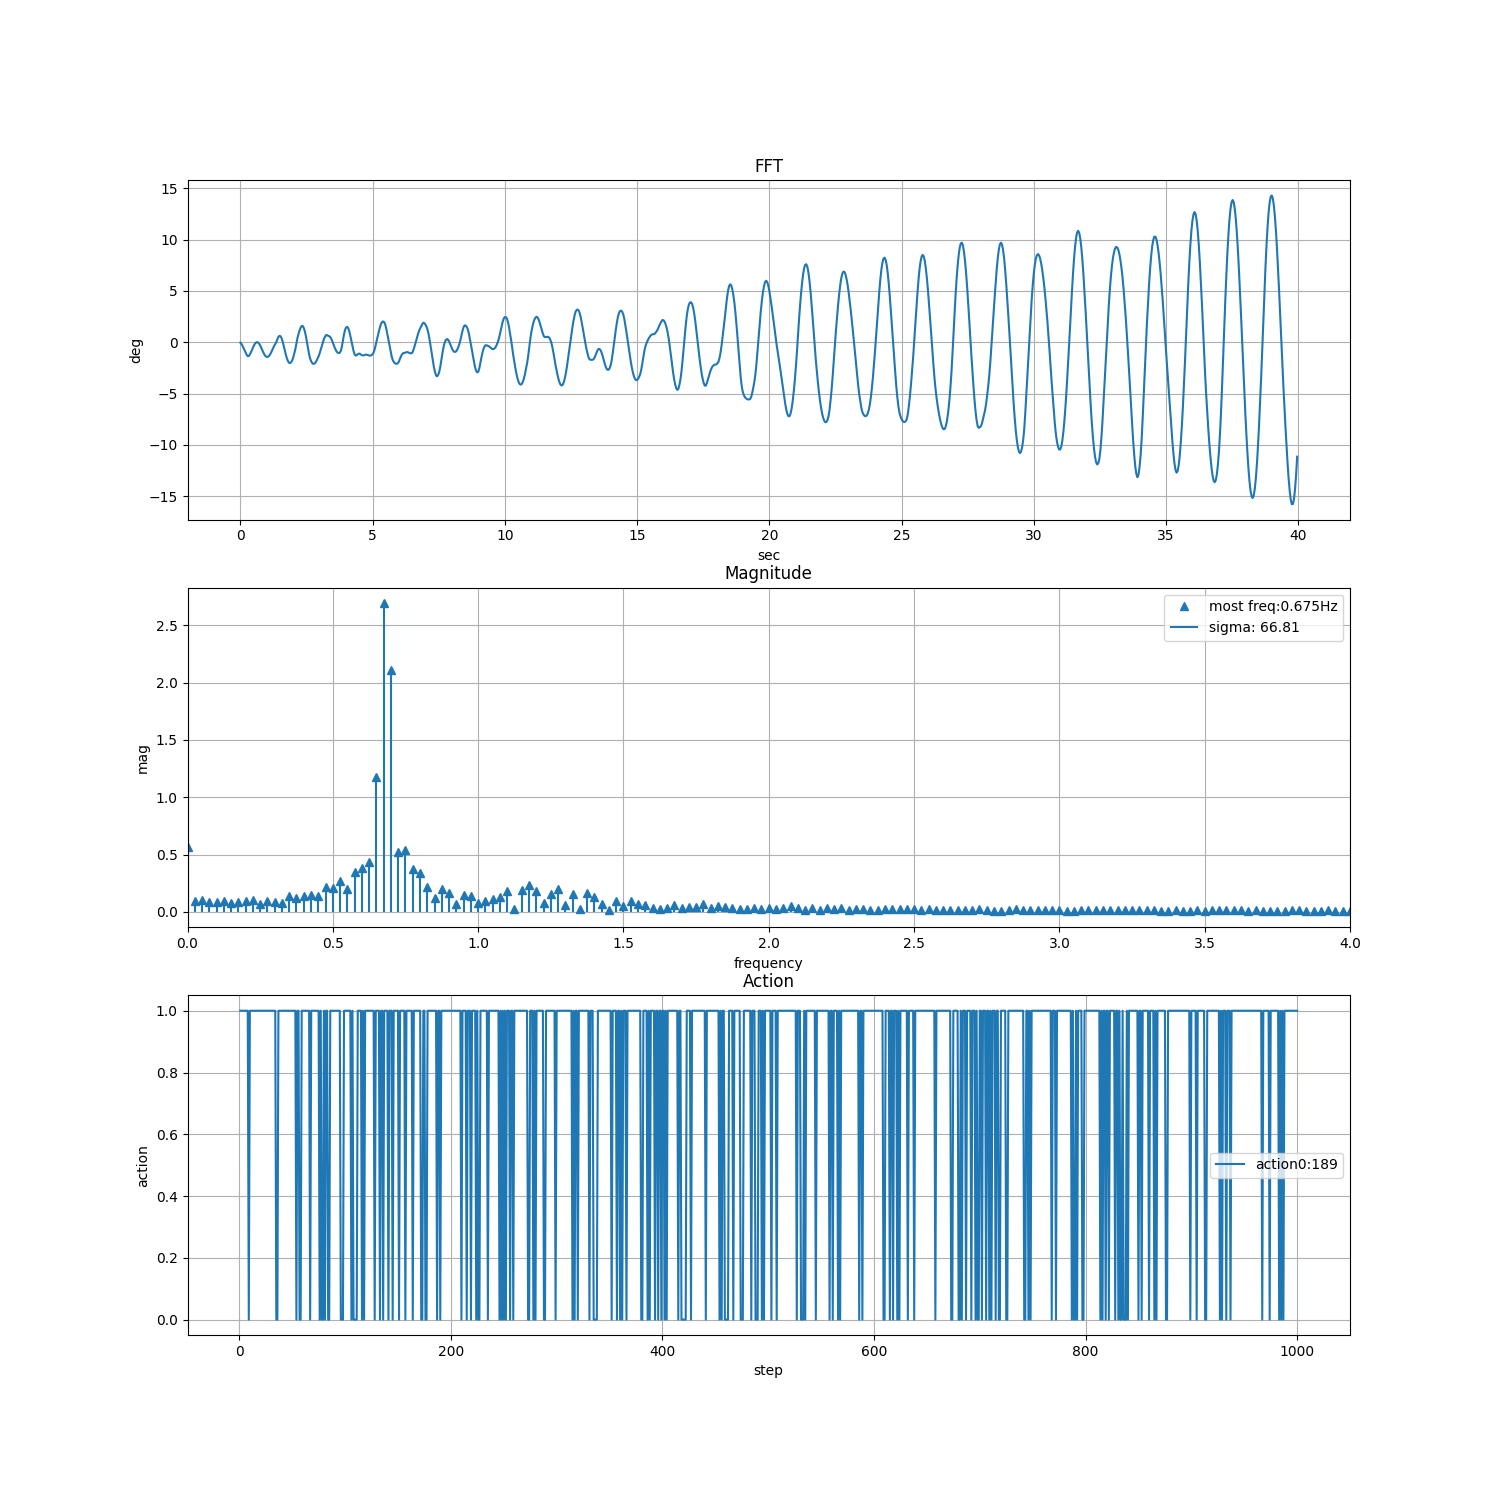 FFT
15
10
5
0
−5
−10
−15
deg
0 5 10 15 20 25 30 35 40
sec
Magnitude
2.5
2.0
1.5
1.0
0.5
0.0
mag
most freq:0.675Hz
sigma: 66.81
0.0 0.5 1.0 1.5 2.0 2.5 3.0 3.5 4.0
frequency
Action
1.0
0.8
0.6
0.4
0.2
0.0
action
action0:189
0 200 400 600 800 1000
step